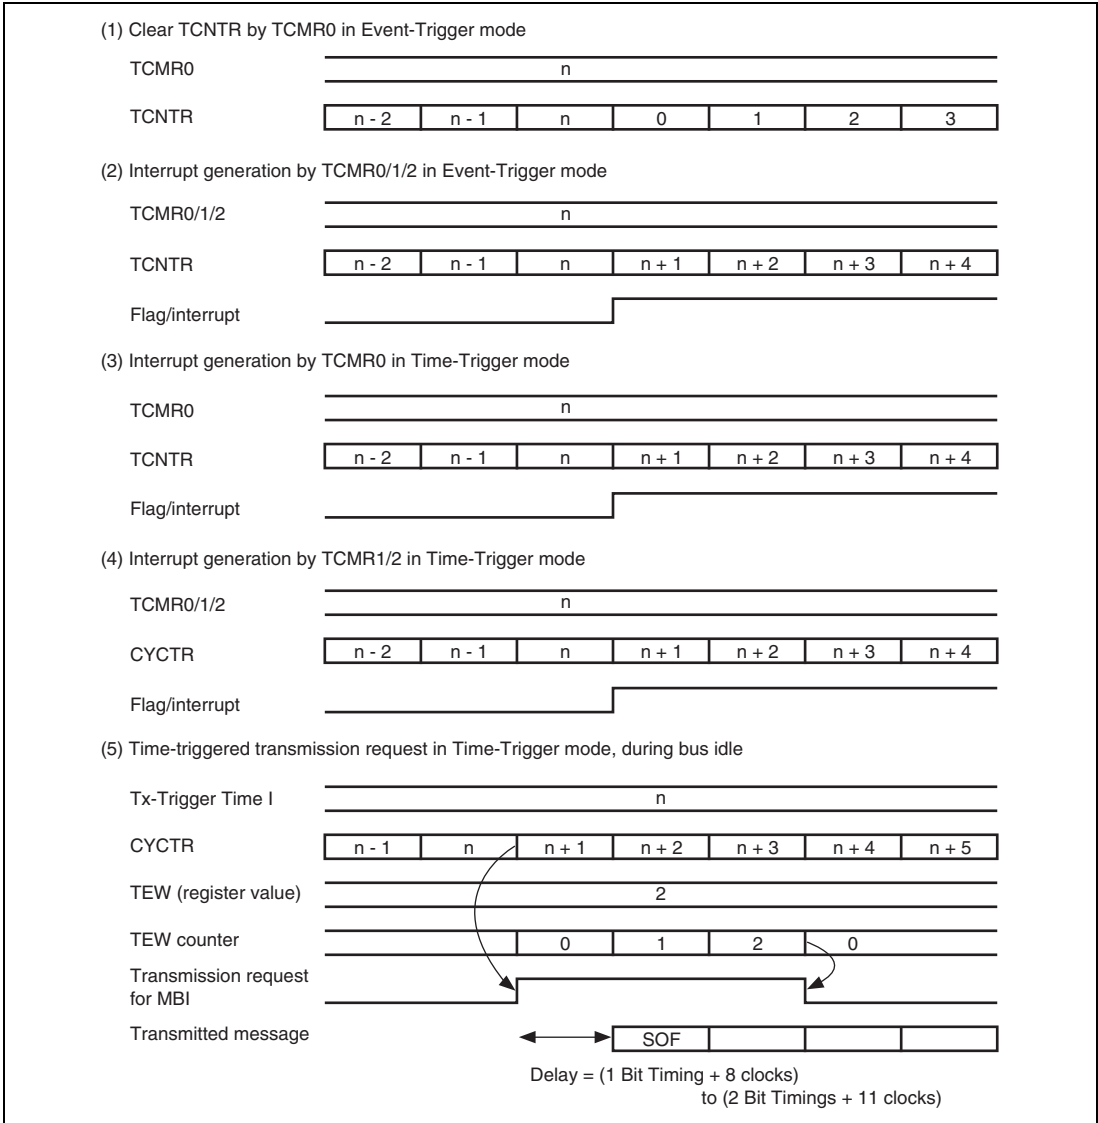 (1) Clear TCNTR by TCMR0 in Event-Trigger mode
TCMR0 n
TCNTR n - 2 n - 1 n 0 1 2 3
(2) Interrupt generation by TCMR0/1/2 in Event-Trigger mode
TCMR0/1/2 n
TCNTR n - 2 n - 1 n n + 1 n + 2 n + 3 n + 4
Flag/interrupt
(3) Interrupt generation by TCMR0 in Time-Trigger mode
TCMR0 n
TCNTR n - 2 n - 1 n n + 1 n + 2 n + 3 n + 4
Flag/interrupt
(4) Interrupt generation by TCMR1/2 in Time-Trigger mode
TCMR0/1/2 n
CYCTR n - 2 n - 1 n n + 1 n + 2 n + 3 n + 4
Flag/interrupt
(5) Time-triggered transmission request in Time-Trigger mode, during bus idle
Tx-Trigger Time I n
CYCTR n - 1 n n + 1 n + 2 n + 3 n + 4 n + 5
TEW (register value) 2
TEW counter 0 1 2 0
Transmission request
for MBI
Transmitted message SOF
Delay = (1 Bit Timing + 8 clocks)
to (2 Bit Timings + 11 clocks)